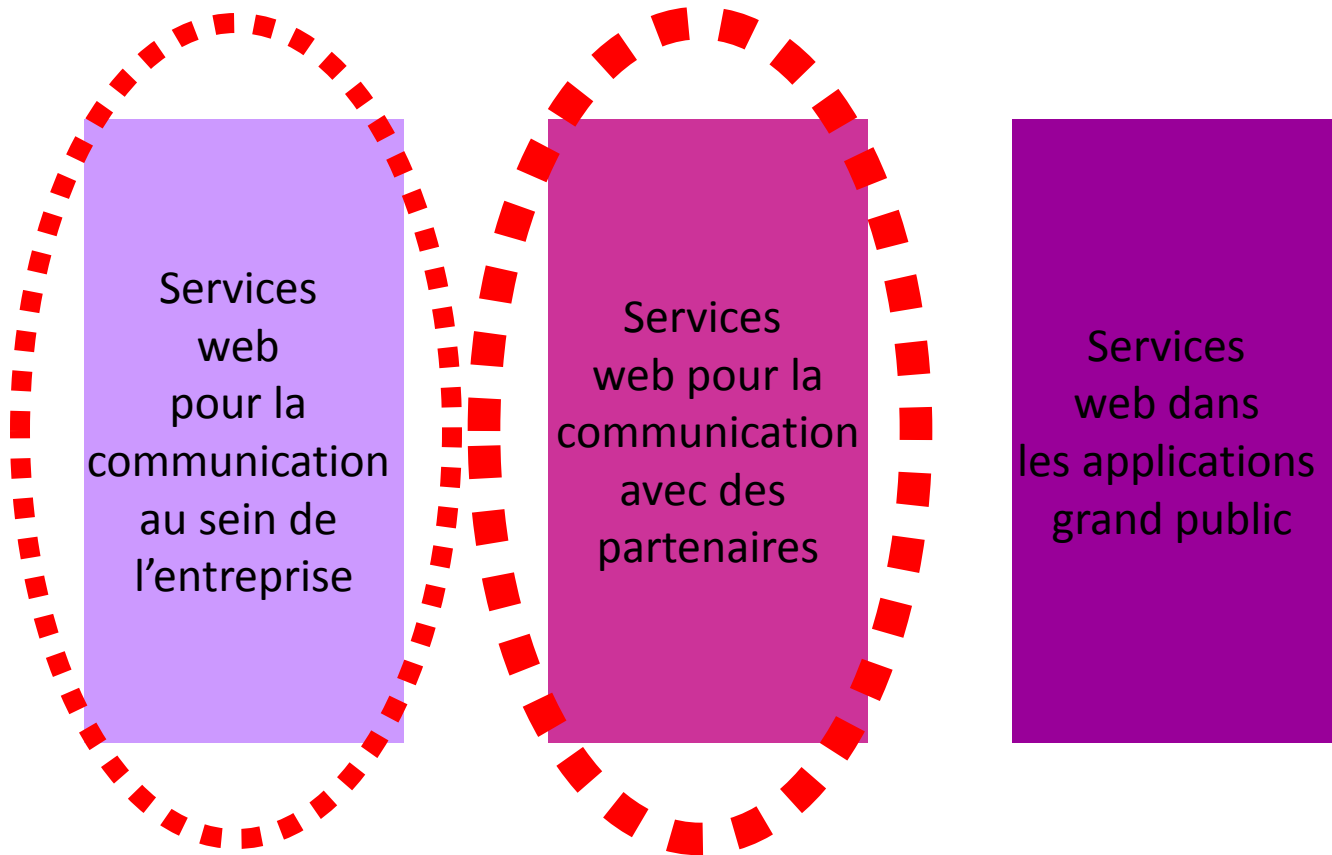 Services
web
pour la
communication
au sein de
l’entreprise
Services
web pour la
communication
avec des
partenaires
Services
web dans
les applications
grand public